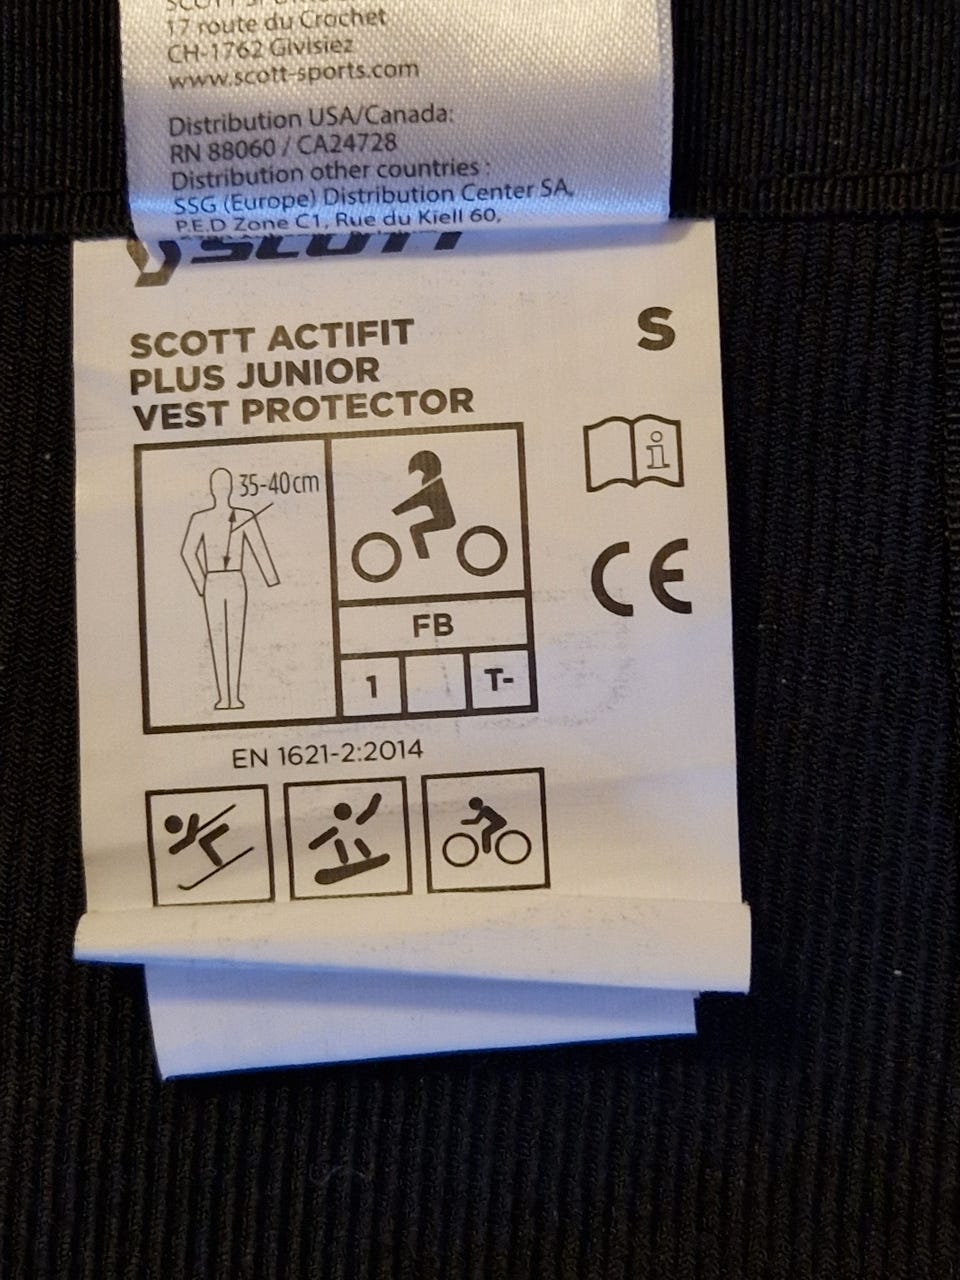 17 route du Crochet
CH-1762 Givisiez
www.scott-sports.com
Distribution USA/Canada:
RN 88060 / CA24728
Distribution other countries :
SSG (Europe) Distribution Center SA,
P.E.D Zone C1, Rue du Kiell 60,
SCOTT
S
SCOTT ACTIFIT
PLUS JUNIOR
VEST PROTECTOR
35-40cm
i
CE
FB
1 T-
EN 1621-2:2014